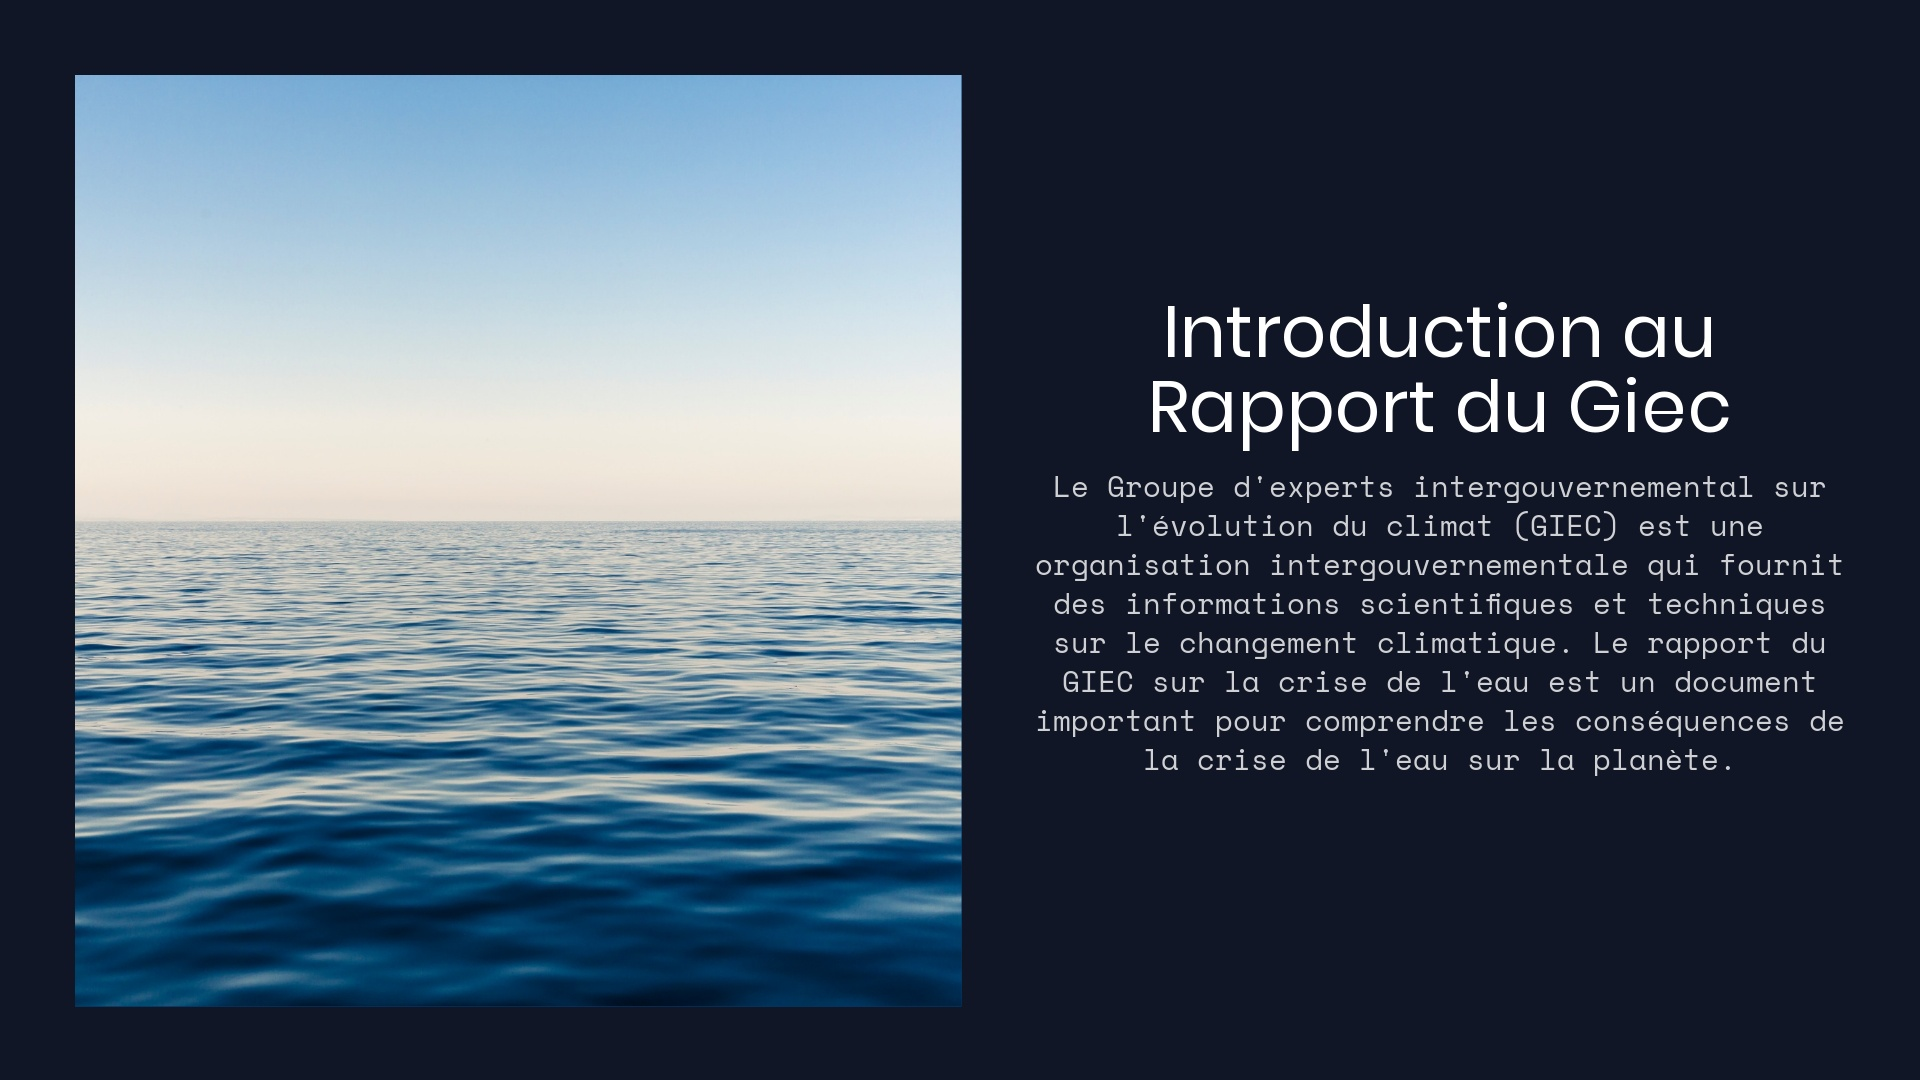 Introduction au
Rapport du Giec
Le Groupe d'experts intergouvernemental sur
l'évolution du climat (GIEC) est une
organisation intergouvernementale qui fournit
des informations scientifiques et techniques
sur le changement climatique. Le rapport du
GIEC sur la crise de l'eau est un document
important pour comprendre les conséquences de
la crise de l'eau sur la planète.